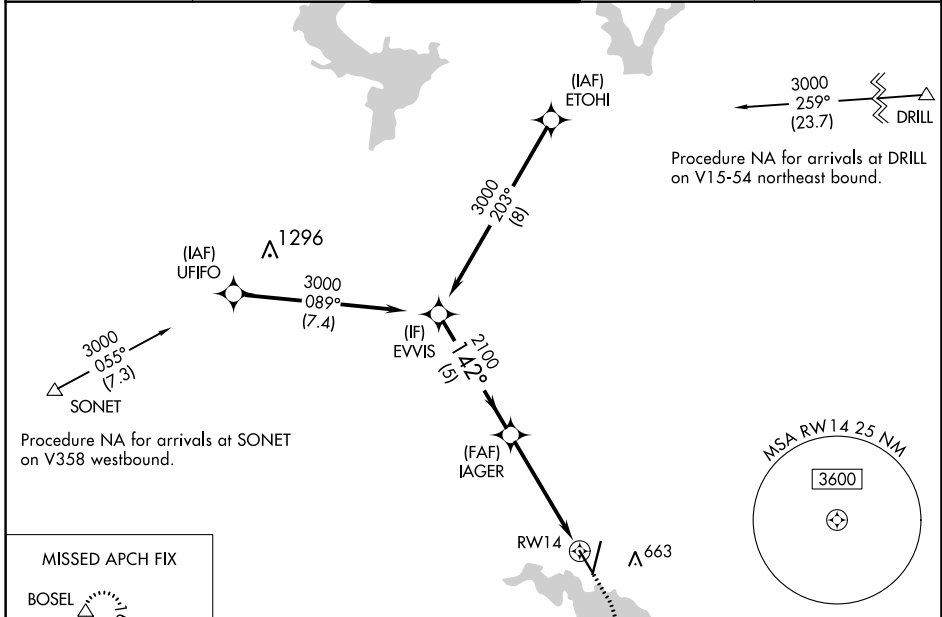 (IAF)
ETOHI
3000
259°
(23.7)
DRILL
Procedure NA for arrivals at DRILL
on V15-54 northeast bound.
3000
203°
(8)
1296
(IAF)
UFIFO
3000
089°
(7.4)
(IF)
EVVIS
2100
142°
(5)
3000
055°
(7.3)
SONET
Procedure NA for arrivals at SONET
on V358 westbound.
(FAF)
IAGER
MSA RW14 25 NM
3600
RW14
663
MISSED APCH FIX
BOSEL